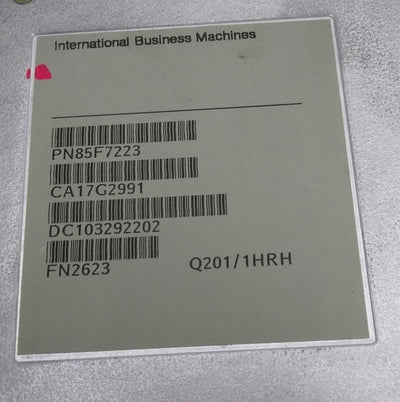 International Business Machines
PN85F7223
CA17G2991
DC103292202
FN2623 Q201/1HRH